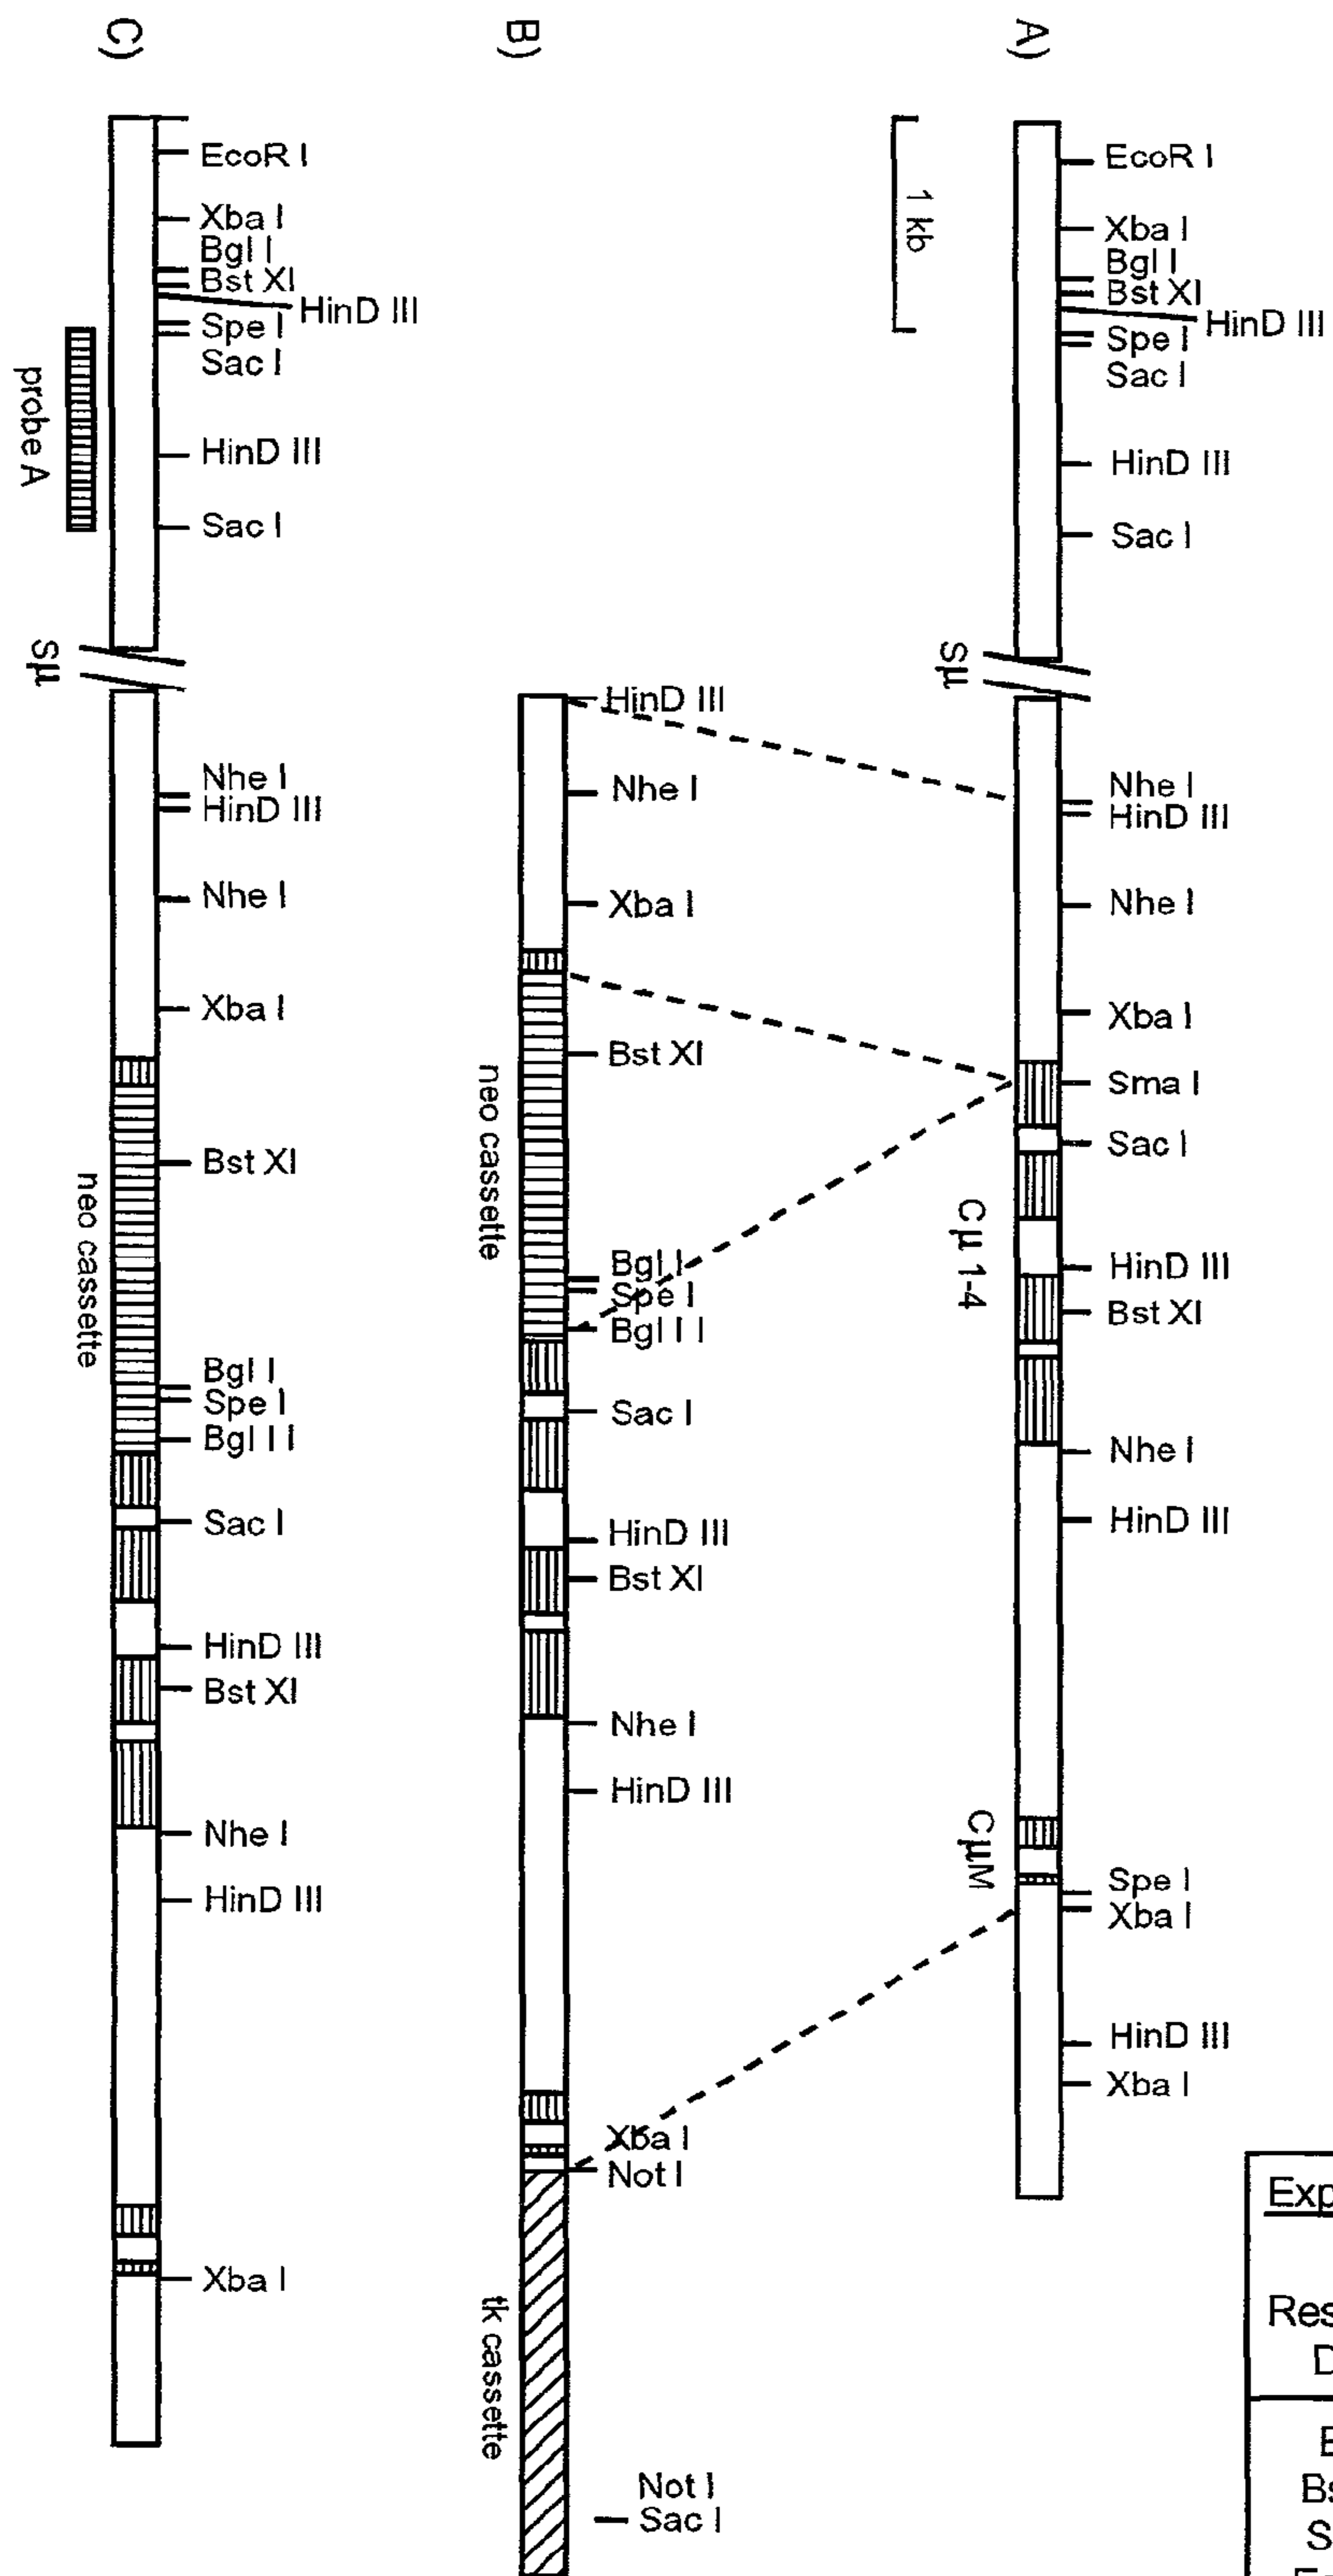 A)
EcoR I
Xba I
Bgl I
Bst XI
HinD III
Spe I
Sac I
HinD III
Sac I
Sμ
Nhe I
HinD III
Nhe I
Xba I
Sma I
Sac I
Cμ 1-4
HinD III
Bst XI
Nhe I
HinD III
CμM
Spe I
Xba I
HinD III
Xba I
1 kb
B)
HinD III
Nhe I
Xba I
Bst XI
neo cassette
Bgl I
Spe I
Bgl I I
Sac I
HinD III
Bst XI
Nhe I
HinD III
Xba I
Not I
tk cassette
Not I
Sac I
C)
EcoR I
Xba I
Bgl I
Bst XI
HinD III
Spe I
Sac I
HinD III
Sac I
probe A
Sμ
Nhe I
HinD III
Nhe I
Xba I
Bst XI
neo cassette
Bgl I
Spe I
Bgl I I
Sac I
HinD III
Bst XI
Nhe I
HinD III
Xba I